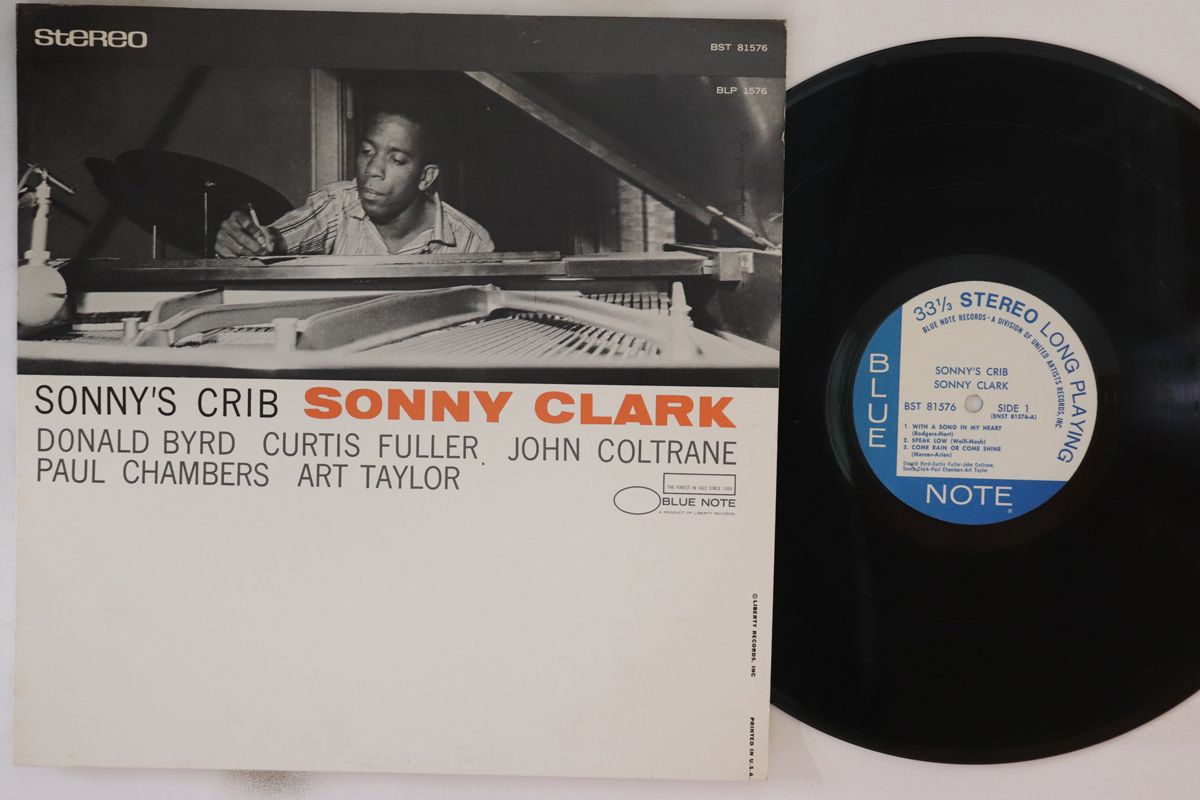 STEREO
BST 81576
BLP 1576
SONNY'S CRIB SONNY CLARK
DONALD BYRD CURTIS FULLER. JOHN COLTRANE
PAUL CHAMBERS ART TAYLOR
THE FINEST IN JAZZ SINCE 1939
BLUE NOTE
A PRODUCT OF LIBERTY RECORDS
© LIBERTY RECORDS, INC
PRINTED IN U.S.A.
33 1/3 STEREO LONG PLAYING
BLUE NOTE RECORDS • A DIVISION OF UNITED ARTISTS RECORDS, INC.
SONNY'S CRIB
SONNY CLARK
BST 81576 SIDE 1
(BNST 81576-A)
1. WITH A SONG IN MY HEART
(Rodgers-Hart)
2. SPEAK LOW (Weill-Nash)
3. COME RAIN OR COME SHINE
(Mercer-Arlen)
Donald Byrd-Curtis Fuller-John Coltrane,
Sonny Clark-Paul Chambers-Art Taylor
BLUE
NOTE
®